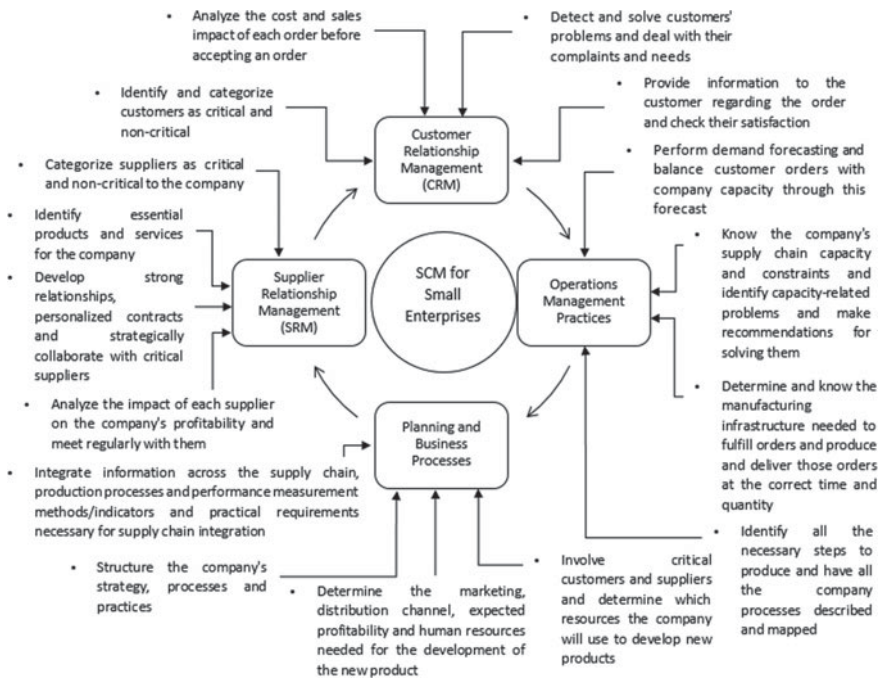 • Analyze the cost and sales
impact of each order before
accepting an order
• Detect and solve customers'
problems and deal with their
complaints and needs
• Identify and categorize
customers as critical and
non-critical
• Provide information to the
customer regarding the order
and check their satisfaction
Customer
Relationship
Management
(CRM)
• Categorize suppliers as critical
and non-critical to the company
• Perform demand forecasting and
balance customer orders with
company capacity through this
forecast
• Identify essential
products and services
for the company
• Develop strong
relationships,
personalized contracts
and strategically
collaborate with critical
suppliers
Supplier
Relationship
Management
(SRM)
SCM for
Small
Enterprises
Operations
Management
Practices
• Know the company's
supply chain capacity
and constraints and
identify capacity-related
problems and make
recommendations for
solving them
• Analyze the impact of each supplier
on the company's profitability and
meet regularly with them
Planning and
Business
Processes
• Determine and know the
manufacturing
infrastructure needed to
fulfill orders and produce
and deliver those orders
at the correct time and
quantity
• Integrate information across the supply chain,
production processes and performance measurement
methods/indicators and practical requirements
necessary for supply chain integration
• Structure the company's
strategy, processes and
practices
• Determine the marketing,
distribution channel, expected
profitability and human resources
needed for the development of
the new product
• Involve critical
customers and suppliers
and determine which
resources the company
will use to develop new
products
• Identify all the
necessary steps to
produce and have all
the company
processes described
and mapped